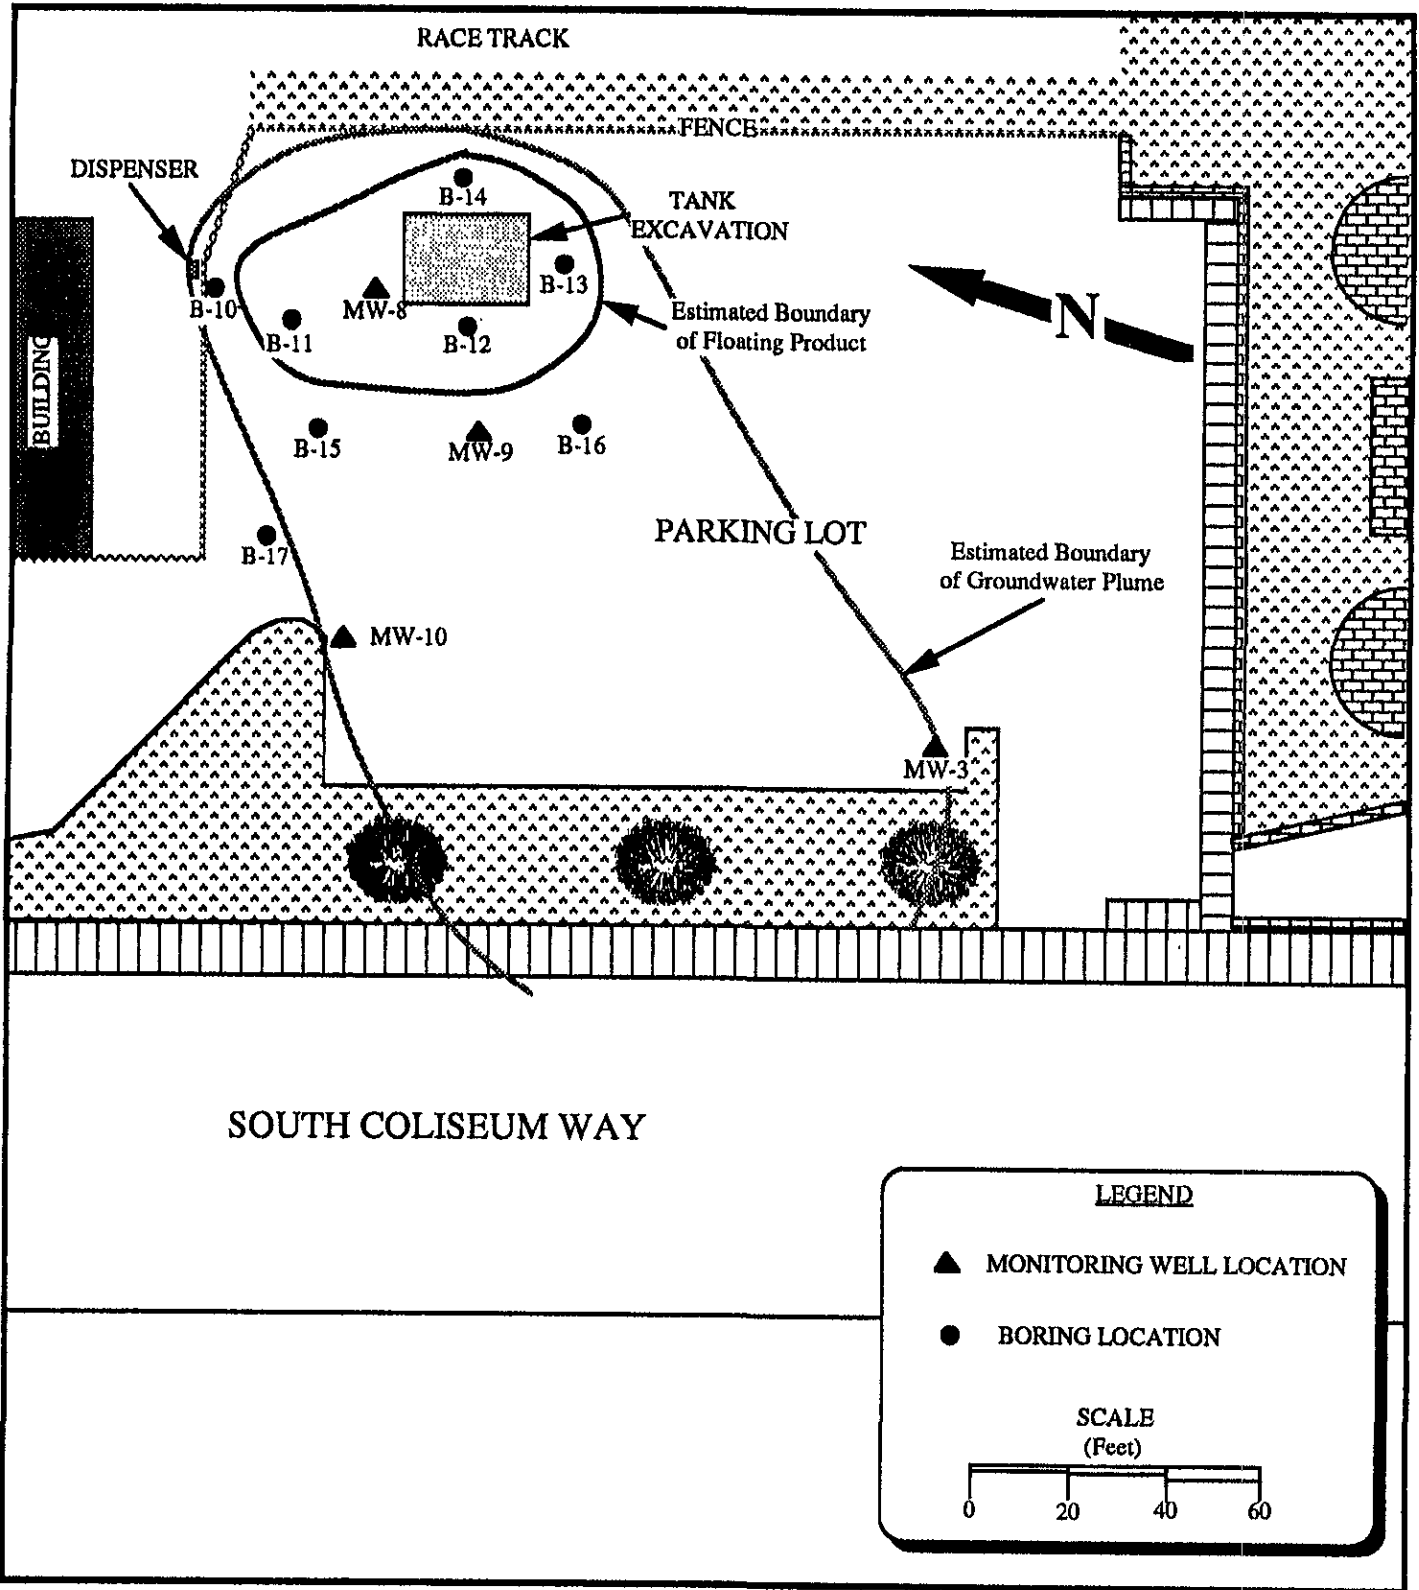 RACE TRACK
FENCE
DISPENSER
B-14
TANK
EXCAVATION
B-13
B-10
MW-8
B-11
B-12
Estimated Boundary
of Floating Product
N
BUILDING
B-15
MW-9
B-16
PARKING LOT
B-17
Estimated Boundary
of Groundwater Plume
MW-10
MW-3
SOUTH COLISEUM WAY
LEGEND
MONITORING WELL LOCATION
BORING LOCATION
SCALE
(Feet)
0 20 40 60